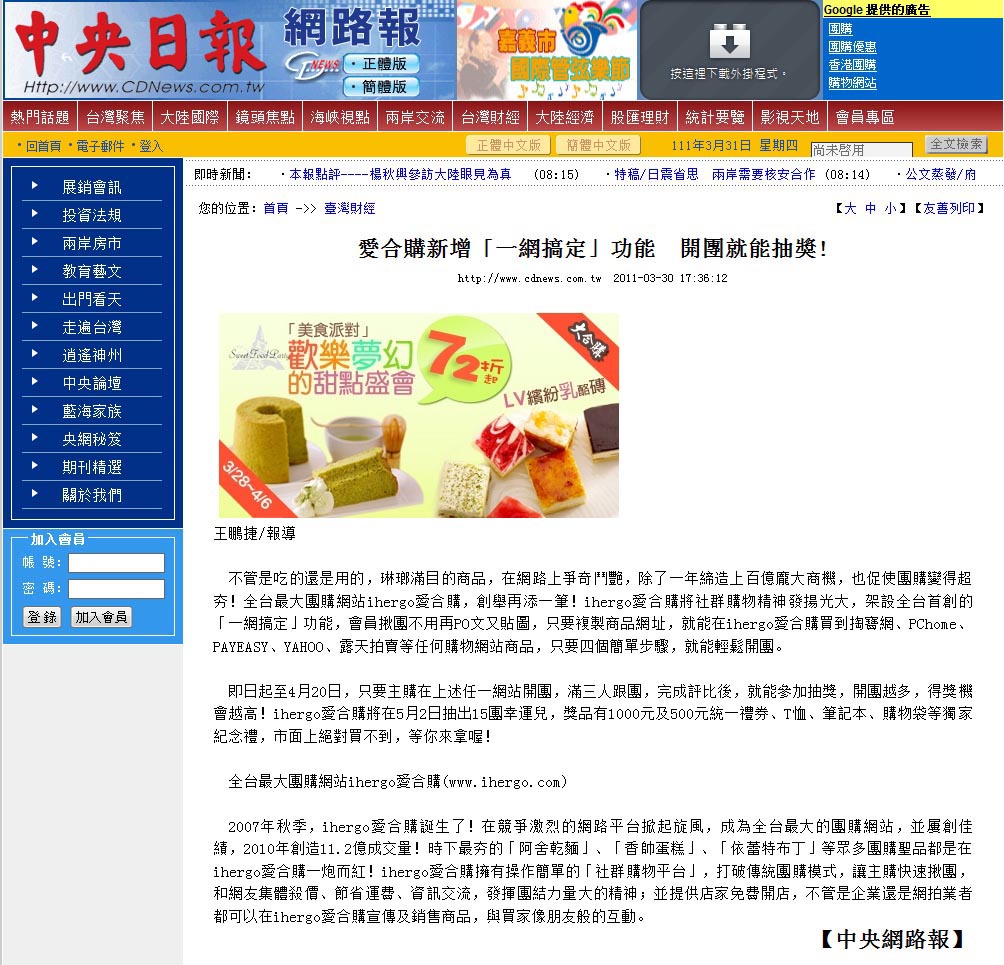 中央日報 網路報
Http://www.CDNews.com.tw
CDNEWS
・正體版
・簡體版
嘉義市
國際管弦樂節
按這裡下載外掛程式。
Google 提供的廣告
團購
團購優惠
香港團購
購物網站
熱門話題 台灣聚焦 大陸國際 鏡頭焦點 海峽視點 兩岸交流 台灣財經 大陸經濟 股匯理財 統計要覽 影視天地 會員專區
・回首頁 ・電子郵件 ・登入 正體中文版 簡體中文版 111年3月31日 星期四 尚未啓用 全文檢索
展銷會訊
投資法規
兩岸房市
教育藝文
出門看天
走遍台灣
逍遙神州
中央論壇
藍海家族
央網秘笈
期刊精選
關於我們
加入會員
帳 號:
密 碼:
登錄 加入會員
即時新聞: ・本報點評----楊秋興參訪大陸眼見為真 (08:15) ・特稿/日震省思 兩岸需要核安合作 (08:14) ・公文蒸發/府
您的位置: 首頁 ->> 臺灣財經 【大 中 小】【友善列印】
愛合購新增「一網搞定」功能 開團就能抽獎!
http://www.cdnews.com.tw 2011-03-30 17:36:12
「美食派對」
Sweet Food Party
歡樂夢幻
的甜點盛會
72折起
大合購
LV繽紛乳酪磚
3/28~4/6
王鵬捷/報導
不管是吃的還是用的，琳瑯滿目的商品，在網路上爭奇鬥艷，除了一年締造上百億龐大商機，也促使團購變得超
夯! 全台最大團購網站ihergo愛合購，創舉再添一筆! ihergo愛合購將社群購物精神發揚光大，架設全台首創的
「一網搞定」功能，會員揪團不用再PO文又貼圖，只要複製商品網址，就能在ihergo愛合購買到掏寶網、PChome、
PAYEASY、YAHOO、露天拍賣等任何購物網站商品，只要四個簡單步驟，就能輕鬆開團。
即日起至4月20日，只要主購在上述任一網站開團，滿三人跟團，完成評比後，就能參加抽獎，開團越多，得獎機
會越高! ihergo愛合購將在5月2日抽出15團幸運兒，獎品有1000元及500元統一禮券、T恤、筆記本、購物袋等獨家
紀念禮，市面上絕對買不到，等你來拿喔!
全台最大團購網站ihergo愛合購(www.ihergo.com)
2007年秋季，ihergo愛合購誕生了! 在競爭激烈的網路平台掀起旋風，成為全台最大的團購網站，並屢創佳
績，2010年創造11.2億成交量! 時下最夯的「阿舍乾麵」、「香帥蛋糕」、「依蕾特布丁」等眾多團購聖品都是在
ihergo愛合購一炮而紅! ihergo愛合購擁有操作簡單的「社群購物平台」，打破傳統團購模式，讓主購快速揪團，
和網友集體殺價、節省運費、資訊交流，發揮團結力量大的精神; 並提供店家免費開店，不管是企業還是網拍業者
都可以在ihergo愛合購宣傳及銷售商品，與買家像朋友般的互動。
【中央網路報】